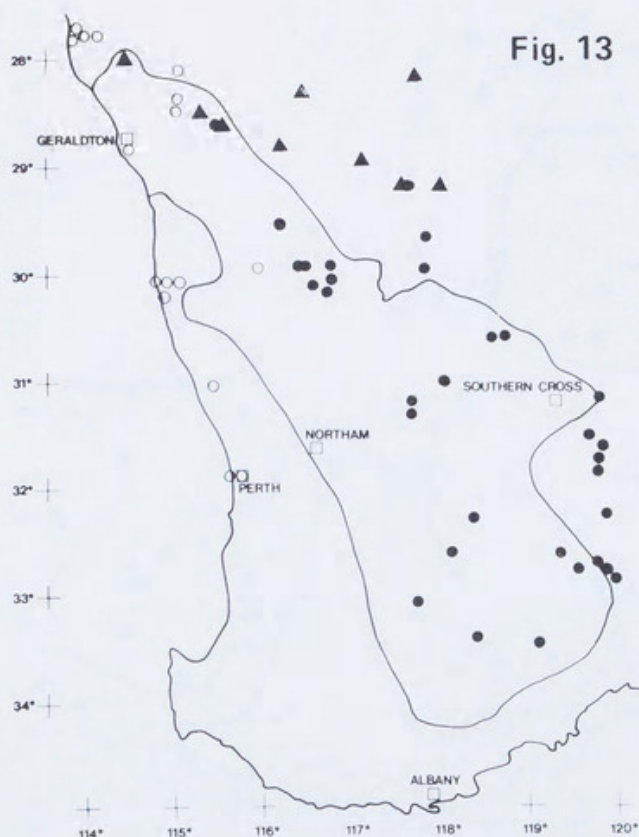 Fig. 13
28°
GERALDTON
29°
30°
31°
SOUTHERN CROSS
NORTHAM
32°
PERTH
33°
34°
ALBANY
114° 115° 116° 117° 118° 119° 120°